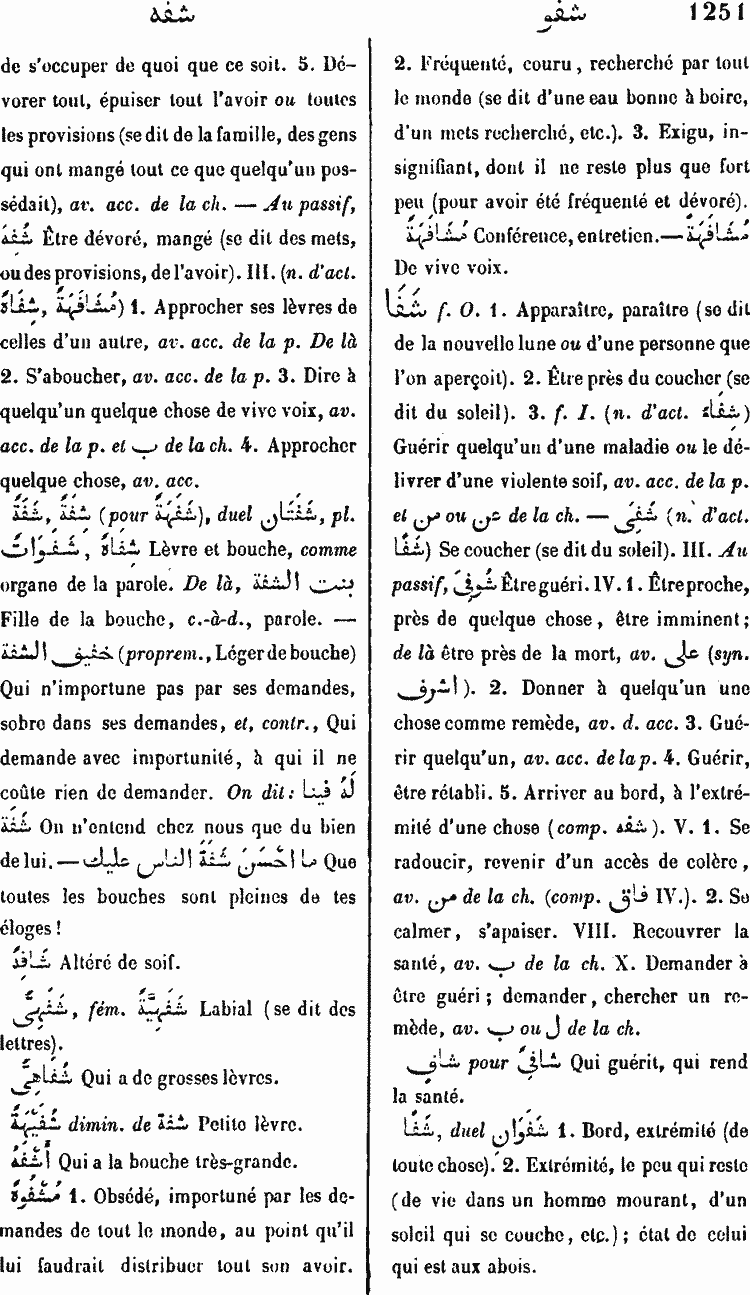 شفه
شفو 1251
de s'occuper de quoi que ce soit. 5. Dé-
vorer tout, épuiser tout l'avoir ou toutes
les provisions (se dit de la famille, des gens
qui ont mangé tout ce que quelqu'un pos-
sédait), av. acc. de la ch. — Au passif,
شُفِهَ Être dévoré, mangé (se dit des mets,
ou des provisions, de l'avoir). III. (n. d'act.
شِفَاهٌ, مُشَافَهَةٌ) 1. Approcher ses lèvres de
celles d'un autre, av. acc. de la p. De là
2. S'aboucher, av. acc. de la p. 3. Dire à
quelqu'un quelque chose de vive voix, av.
acc. de la p. et ب de la ch. 4. Approcher
quelque chose, av. acc.
شَفَةٌ, شِفَةٌ (pour شَفَهَةٌ), duel شَفَتَانِ, pl.
شَفَوَاتٌ, شِفَاهٌ Lèvre et bouche, comme
organe de la parole. De là, بنت الشفة
Fille de la bouche, c.-à-d., parole. —
خفيف الشفة (proprem., Léger de bouche)
Qui n'importune pas par ses demandes,
sobre dans ses demandes, et, contr., Qui
demande avec importunité, à qui il ne
coûte rien de demander. On dit: لَهُ فينا
شَفَةٌ On n'entend chez nous que du bien
de lui. — ما احْسَنَ شَفَةَ الناس عليك Que
toutes les bouches sont pleines de tes
éloges!
شَافِهٌ Altéré de soif.
شَفَهِيٌّ, fém. شَفَهِيَّةٌ Labial (se dit des
lettres).
شُفَاهِيٌّ Qui a de grosses lèvres.
شُفَيْهَةٌ dimin. de شفة Petite lèvre.
أَشْفَهُ Qui a la bouche très-grande.
مَشْفُوهٌ 1. Obsédé, importuné par les de-
mandes de tout le monde, au point qu'il
lui faudrait distribuer tout son avoir.
2. Fréquenté, couru, recherché par tout
le monde (se dit d'une eau bonne à boire,
d'un mets recherché, etc.). 3. Exigu, in-
signifiant, dont il ne reste plus que fort
peu (pour avoir été fréquenté et dévoré).
مُشَافَهَةٌ Conférence, entretien.— مُشَافَهَةً
De vive voix.
شَفَا f. O. 1. Apparaître, paraître (se dit
de la nouvelle lune ou d'une personne que
l'on aperçoit). 2. Être près du coucher (se
dit du soleil). 3. f. I. (n. d'act. شِفَاء)
Guérir quelqu'un d'une maladie ou le dé-
livrer d'une violente soif, av. acc. de la p.
et من ou عن de la ch. — شَفَى (n. d'act.
شَفًا) Se coucher (se dit du soleil). III. Au
passif, شُوفِيَ Être guéri. IV. 1. Être proche,
près de quelque chose, être imminent;
de là être près de la mort, av. على (syn.
اشرف). 2. Donner à quelqu'un une
chose comme remède, av. d. acc. 3. Gué-
rir quelqu'un, av. acc. de la p. 4. Guérir,
être rétabli. 5. Arriver au bord, à l'extré-
mité d'une chose (comp. شفه). V. 1. Se
radoucir, revenir d'un accès de colère,
av. من de la ch. (comp. فاق IV.). 2. Se
calmer, s'apaiser. VIII. Recouvrer la
santé, av. ب de la ch. X. Demander à
être guéri; demander, chercher un re-
mède, av. ب ou ل de la ch.
شافٍ pour شَافِىٌ Qui guérit, qui rend
la santé.
شَفًا, duel شَفَوَانِ 1. Bord, extrémité (de
toute chose). 2. Extrémité, le peu qui reste
(de vie dans un homme mourant, d'un
soleil qui se couche, etc.); état de celui
qui est aux abois.